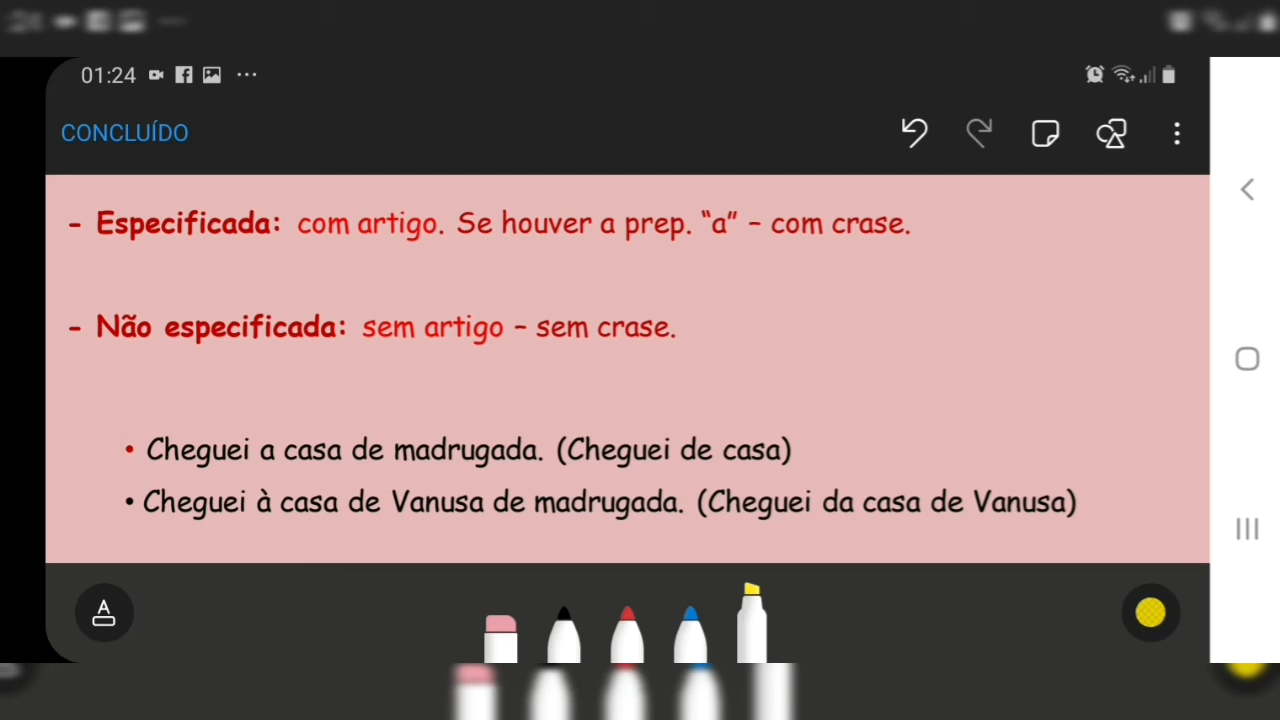 01:24
CONCLUÍDO
- Especificada: com artigo. Se houver a prep. “a” – com crase.
- Não especificada: sem artigo – sem crase.
• Cheguei a casa de madrugada. (Cheguei de casa)
• Cheguei à casa de Vanusa de madrugada. (Cheguei da casa de Vanusa)
A